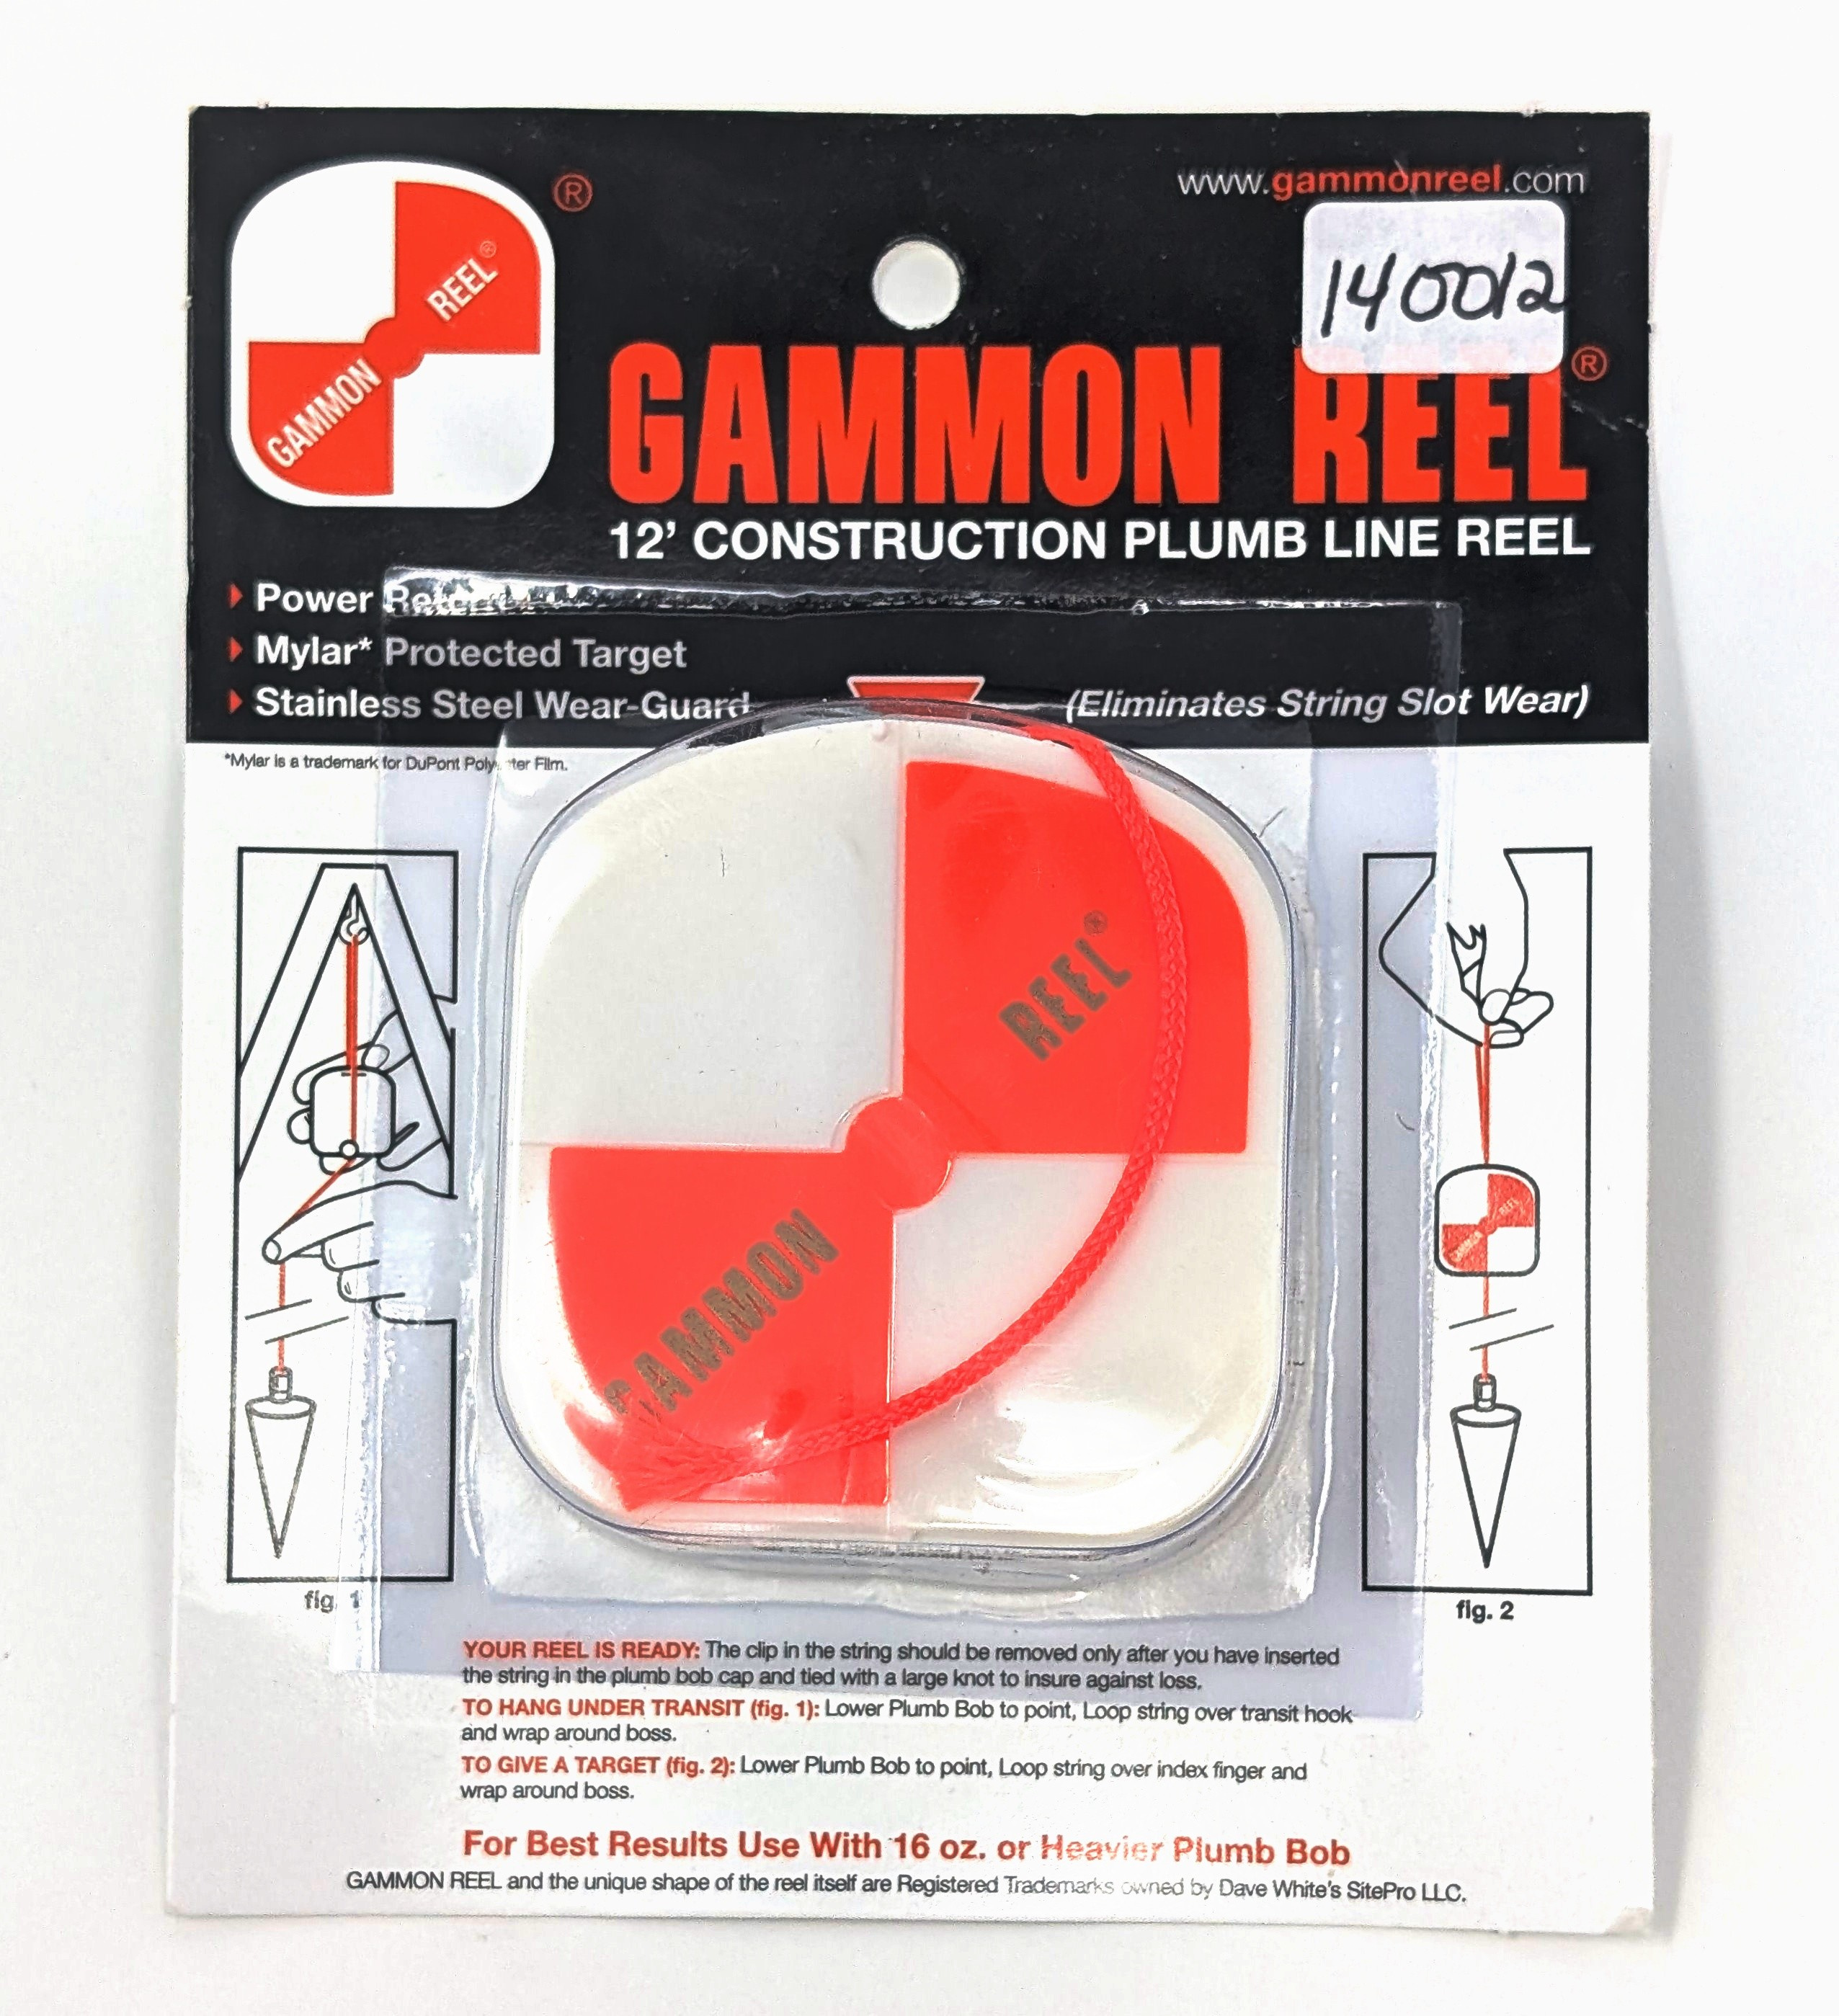 www.gammonreel.com
140012
REEL®
GAMMON
®
GAMMON REEL®
12' CONSTRUCTION PLUMB LINE REEL
Power
Mylar* Protected Target
Stainless Steel Wear-Guard (Eliminates String Slot Wear)
*Mylar is a trademark for DuPont Polyester Film.
REEL®
GAMMON
fig. 1
fig. 2
YOUR REEL IS READY: The clip in the string should be removed only after you have inserted
the string in the plumb bob cap and tied with a large knot to insure against loss.
TO HANG UNDER TRANSIT (fig. 1): Lower Plumb Bob to point, Loop string over transit hook
and wrap around boss.
TO GIVE A TARGET (fig. 2): Lower Plumb Bob to point, Loop string over index finger and
wrap around boss.
For Best Results Use With 16 oz. or Heavier Plumb Bob
GAMMON REEL and the unique shape of the reel itself are Registered Trademarks owned by Dave White's SitePro LLC.